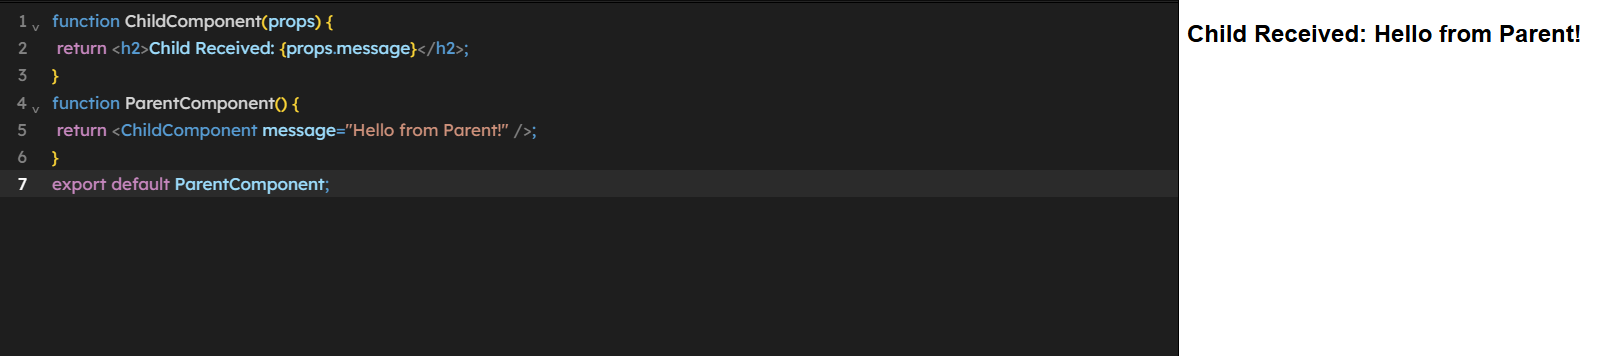 1 function ChildComponent(props) {
2 return <h2>Child Received: {props.message}</h2>;
3 }
4 function ParentComponent() {
5 return <ChildComponent message="Hello from Parent!" />;
6 }
7 export default ParentComponent;
Child Received: Hello from Parent!